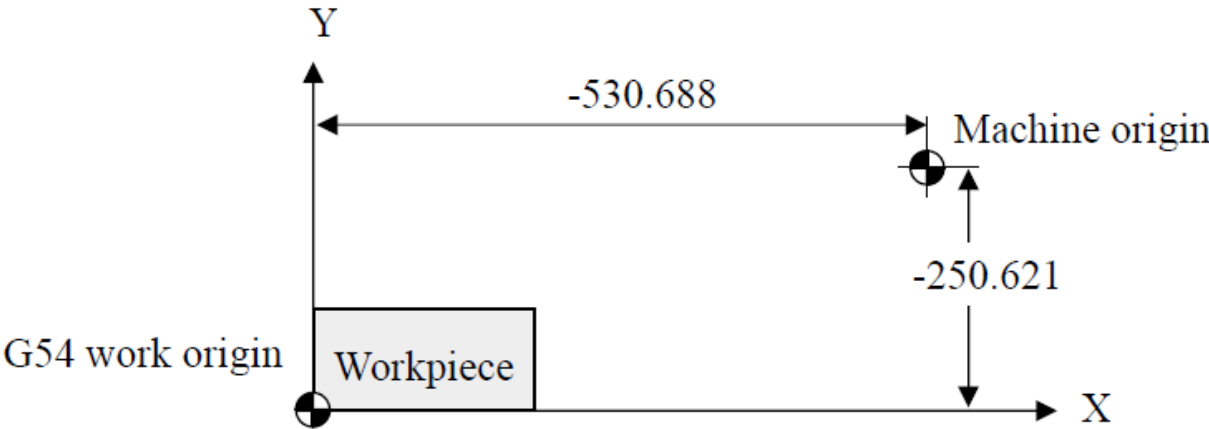 Y
-530.688
Machine origin
-250.621
G54 work origin
Workpiece
X